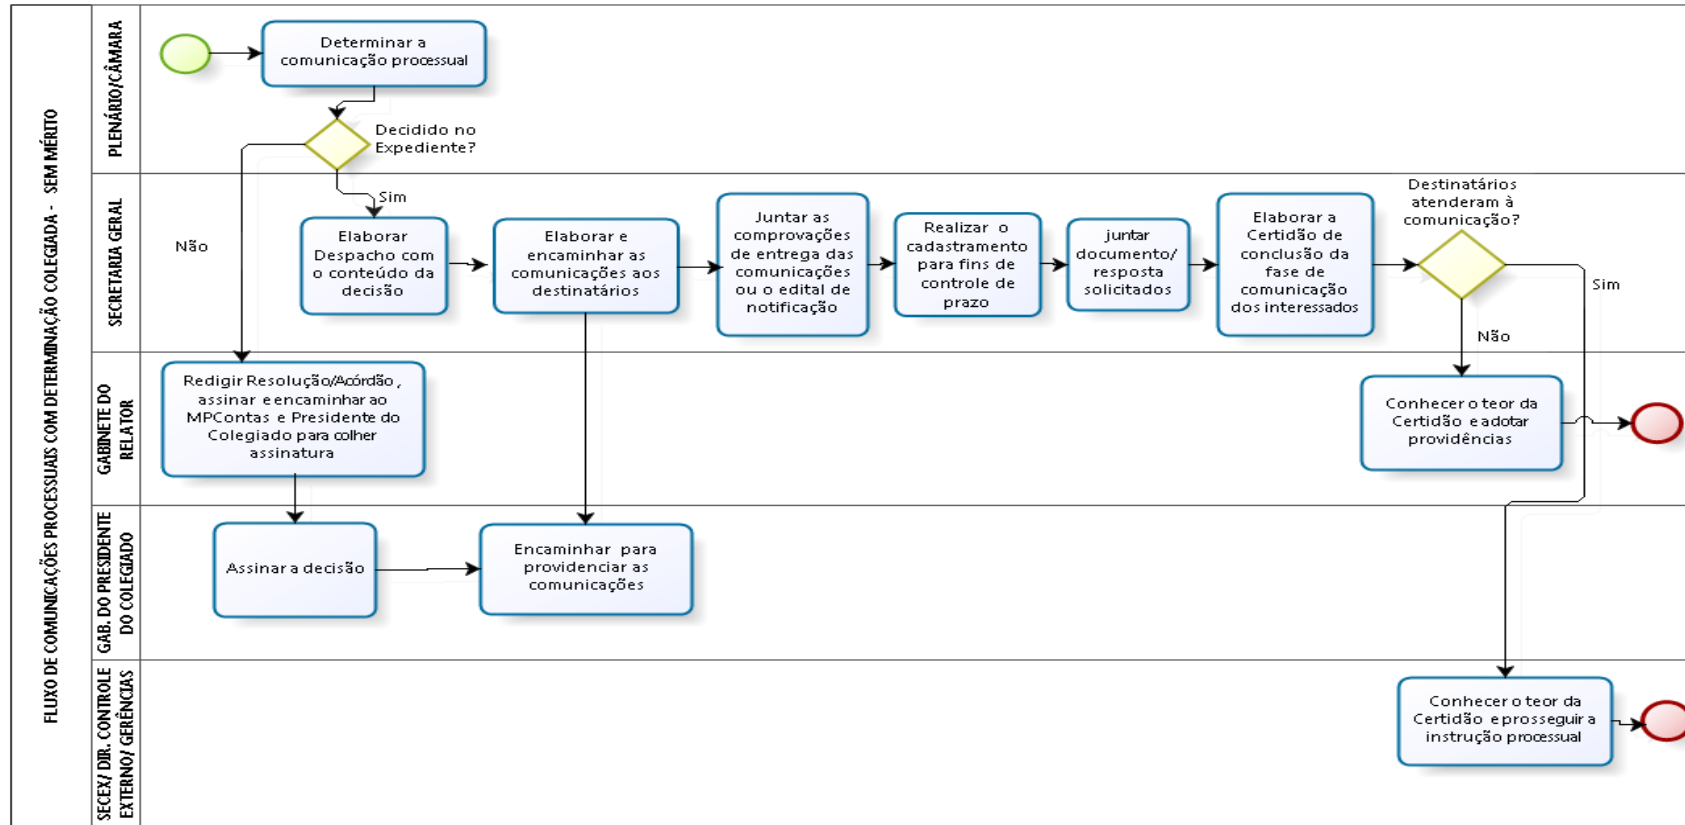 FLUXO DE COMUNICAÇÕES PROCESSUAIS COM DETERMINAÇÃO COLEGIADA - SEM MÉRITO
PLENÁRIO/CÂMARA
Determinar a
comunicação processual
Decidido no
Expediente?
SECRETARIA GERAL
Não
Sim
Elaborar
Despacho com
o conteúdo da
decisão
Elaborar e
encaminhar as
comunicações aos
destinatários
Juntar as
comprovações
de entrega das
comunicações
ou o edital de
notificação
Realizar o
cadastramento
para fins de
controle de
prazo
juntar
documento/
resposta
solicitados
Elaborar a
Certidão de
conclusão da
fase de
comunicação
dos interessados
Destinatários
atenderam à
comunicação?
Sim
Não
GABINETE DO
RELATOR
Redigir Resolução/Acórdão,
assinar e encaminhar ao
MPContas e Presidente do
Colegiado para colher
assinatura
Conhecer o teor da
Certidão e adotar
providências
GAB. DO PRESIDENTE
DO COLEGIADO
Assinar a decisão
Encaminhar para
providenciar as
comunicações
SECEX/ DIR. CONTROLE
EXTERNO/ GERÊNCIAS
Conhecer o teor da
Certidão e prosseguir a
instrução processual